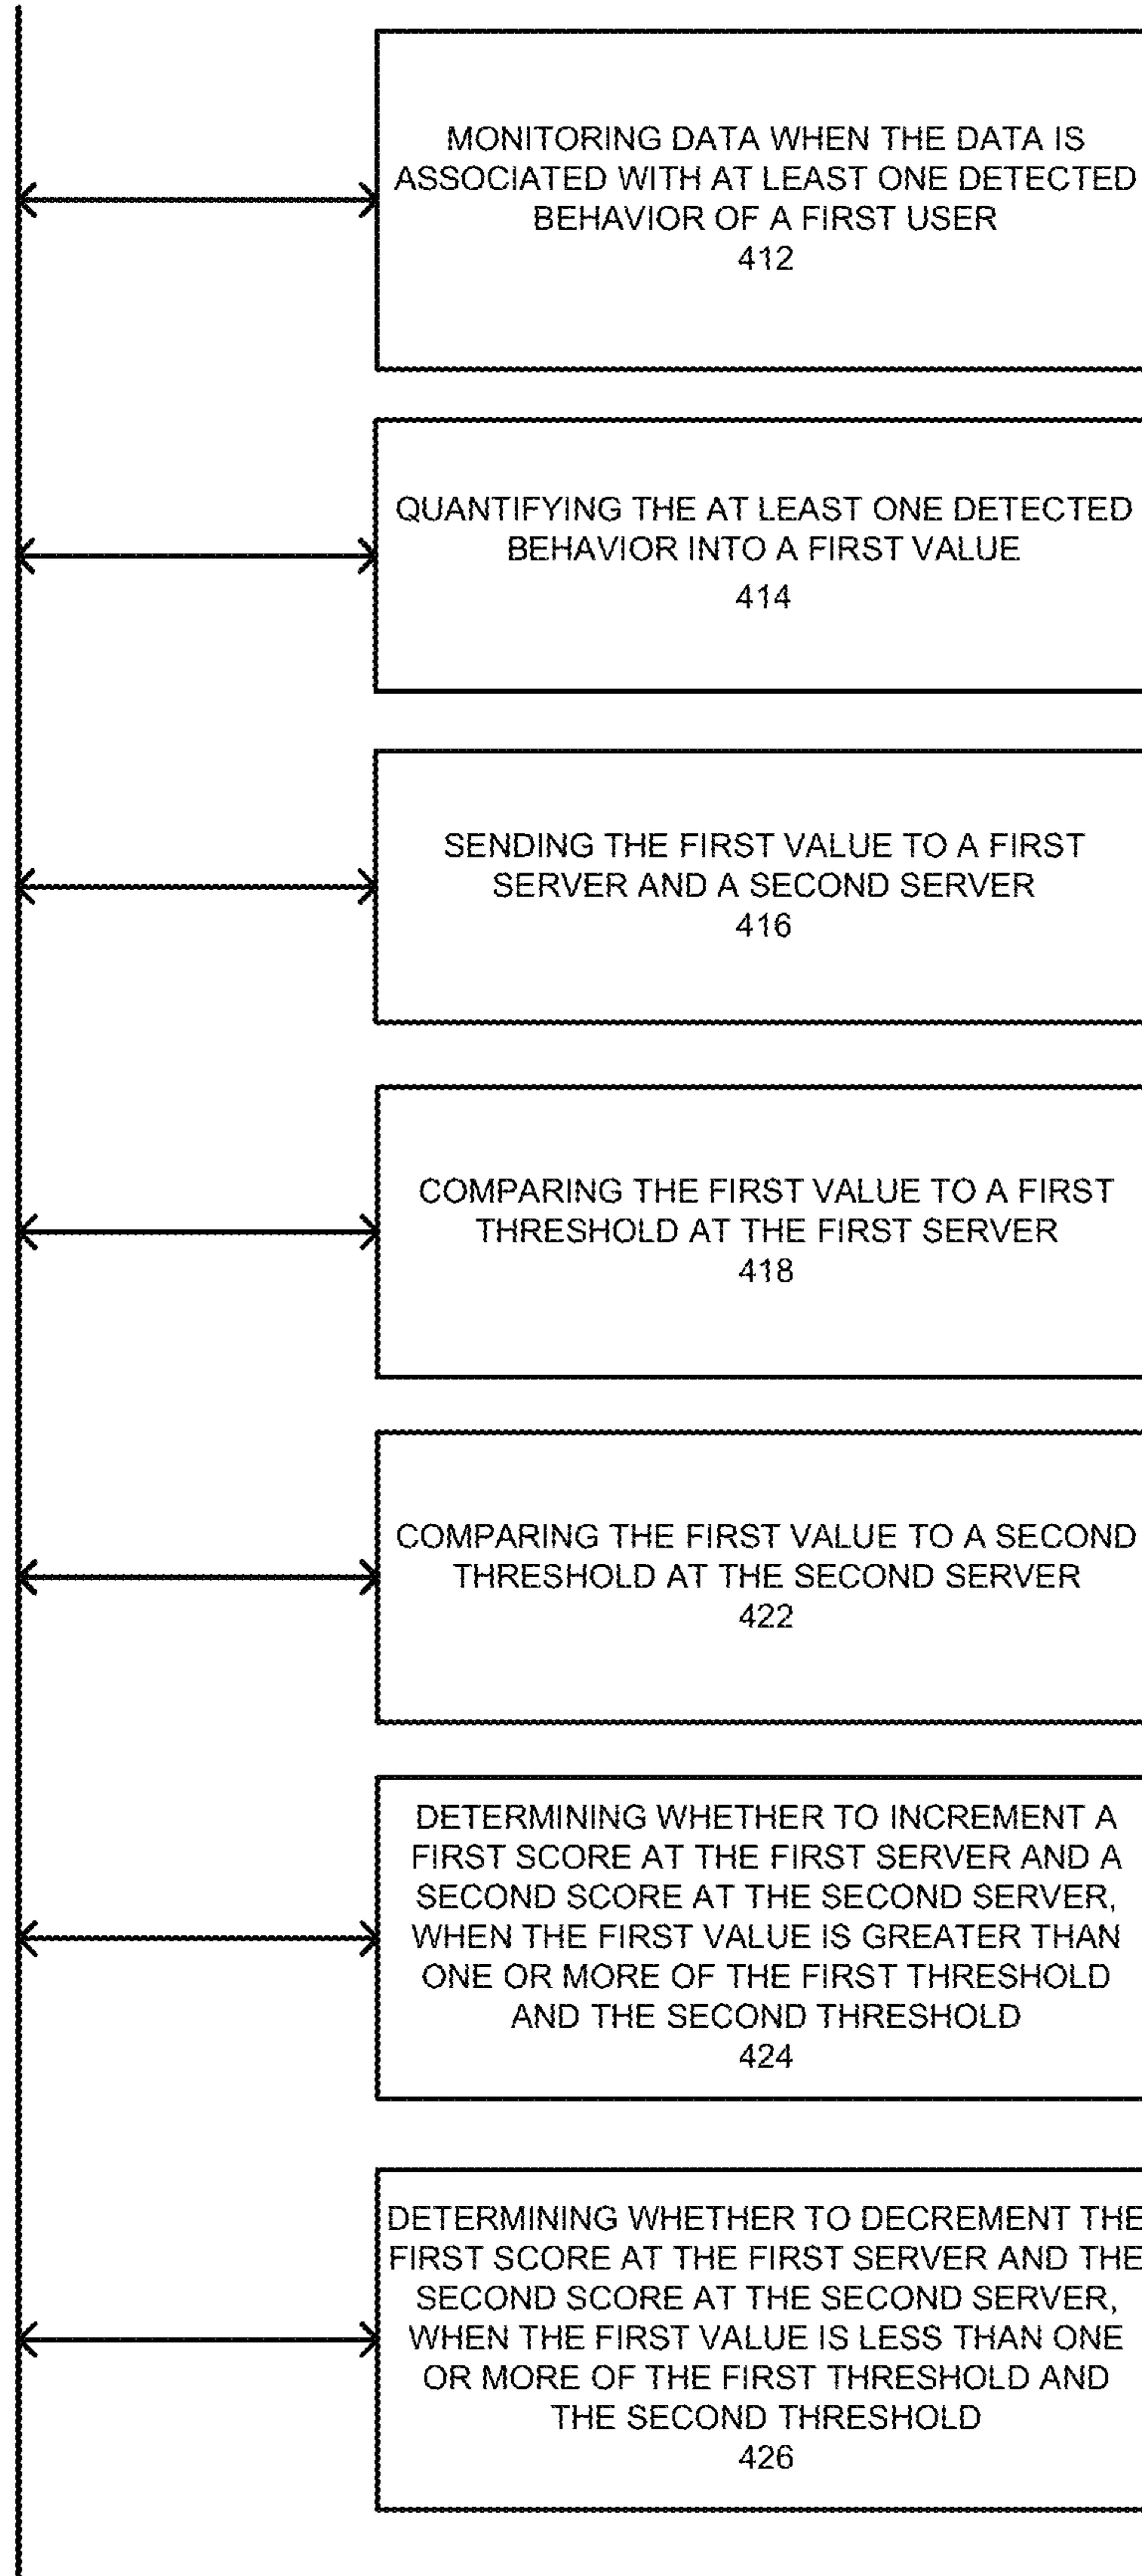 MONITORING DATA WHEN THE DATA IS
ASSOCIATED WITH AT LEAST ONE DETECTED
BEHAVIOR OF A FIRST USER
412
QUANTIFYING THE AT LEAST ONE DETECTED
BEHAVIOR INTO A FIRST VALUE
414
SENDING THE FIRST VALUE TO A FIRST
SERVER AND A SECOND SERVER
416
COMPARING THE FIRST VALUE TO A FIRST
THRESHOLD AT THE FIRST SERVER
418
COMPARING THE FIRST VALUE TO A SECOND
THRESHOLD AT THE SECOND SERVER
422
DETERMINING WHETHER TO INCREMENT A
FIRST SCORE AT THE FIRST SERVER AND A
SECOND SCORE AT THE SECOND SERVER,
WHEN THE FIRST VALUE IS GREATER THAN
ONE OR MORE OF THE FIRST THRESHOLD
AND THE SECOND THRESHOLD
424
DETERMINING WHETHER TO DECREMENT THE
FIRST SCORE AT THE FIRST SERVER AND THE
SECOND SCORE AT THE SECOND SERVER,
WHEN THE FIRST VALUE IS LESS THAN ONE
OR MORE OF THE FIRST THRESHOLD AND
THE SECOND THRESHOLD
426